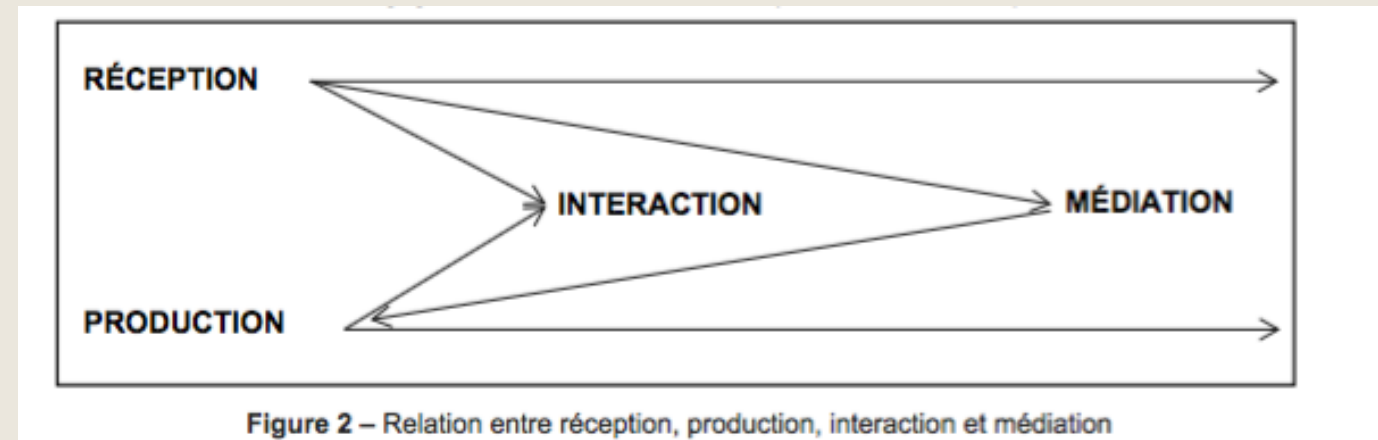 RÉCEPTION
INTERACTION
MÉDIATION
PRODUCTION
Figure 2 – Relation entre réception, production, interaction et médiation